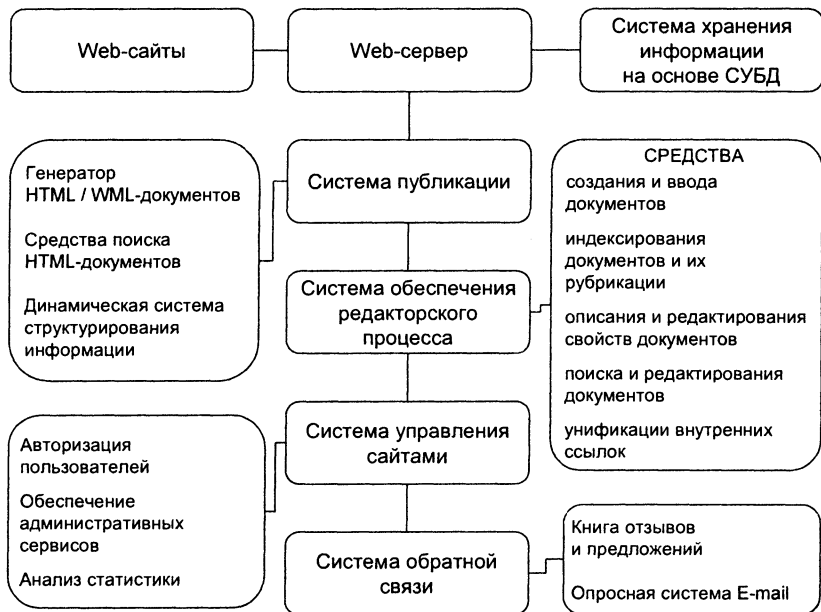 Web-сайты
Web-сервер
Система хранения
информации
на основе СУБД
Генератор
HTML / WML-документов
Средства поиска
HTML-документов
Динамическая система
структурирования
информации
Система публикации
СРЕДСТВА
создания и ввода
документов
индексирования
документов и их
рубрикации
описания и редактирования
свойств документов
поиска и редактирования
документов
унификации внутренних
ссылок
Система обеспечения
редакторского
процесса
Авторизация
пользователей
Обеспечение
административных
сервисов
Анализ статистики
Система управления
сайтами
Система обратной
связи
Книга отзывов
и предложений
Опросная система E-mail